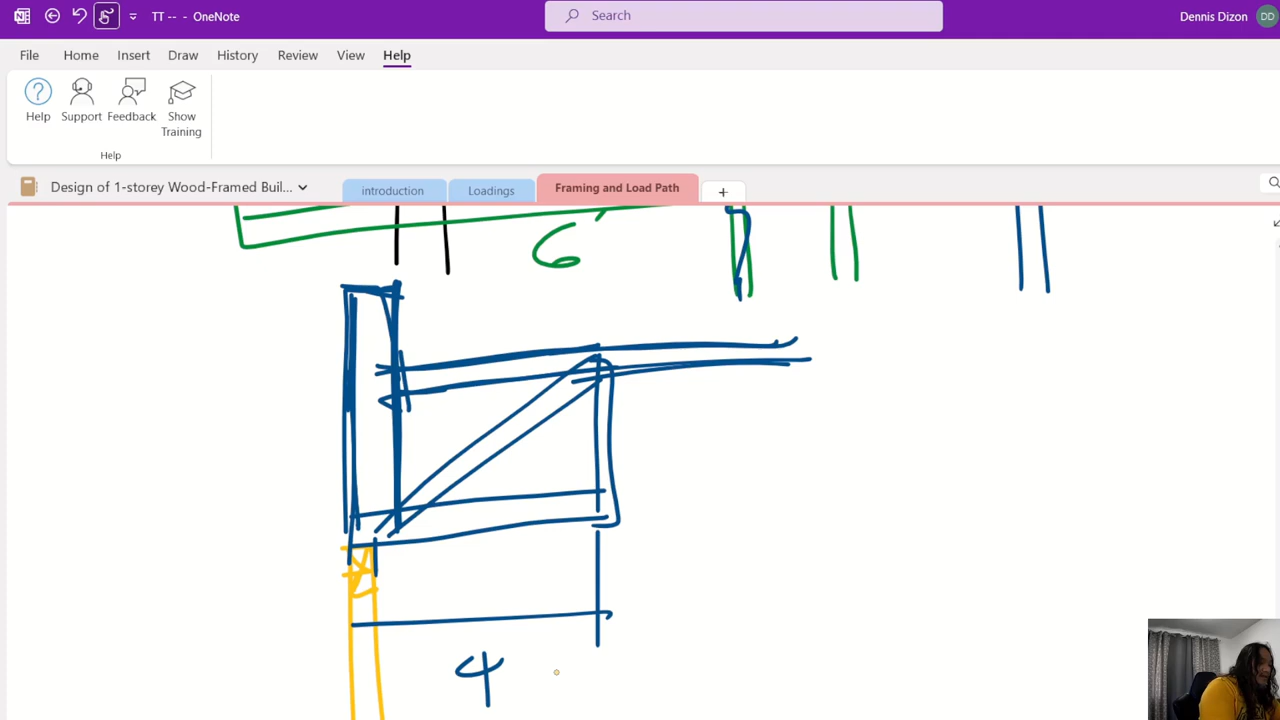 TT -- - OneNote
Search
Dennis Dizon
DD
File Home Insert Draw History Review View Help
Help Support Feedback Show Training
Help
Design of 1-storey Wood-Framed Buil...
introduction
Loadings
Framing and Load Path
+
6'
4